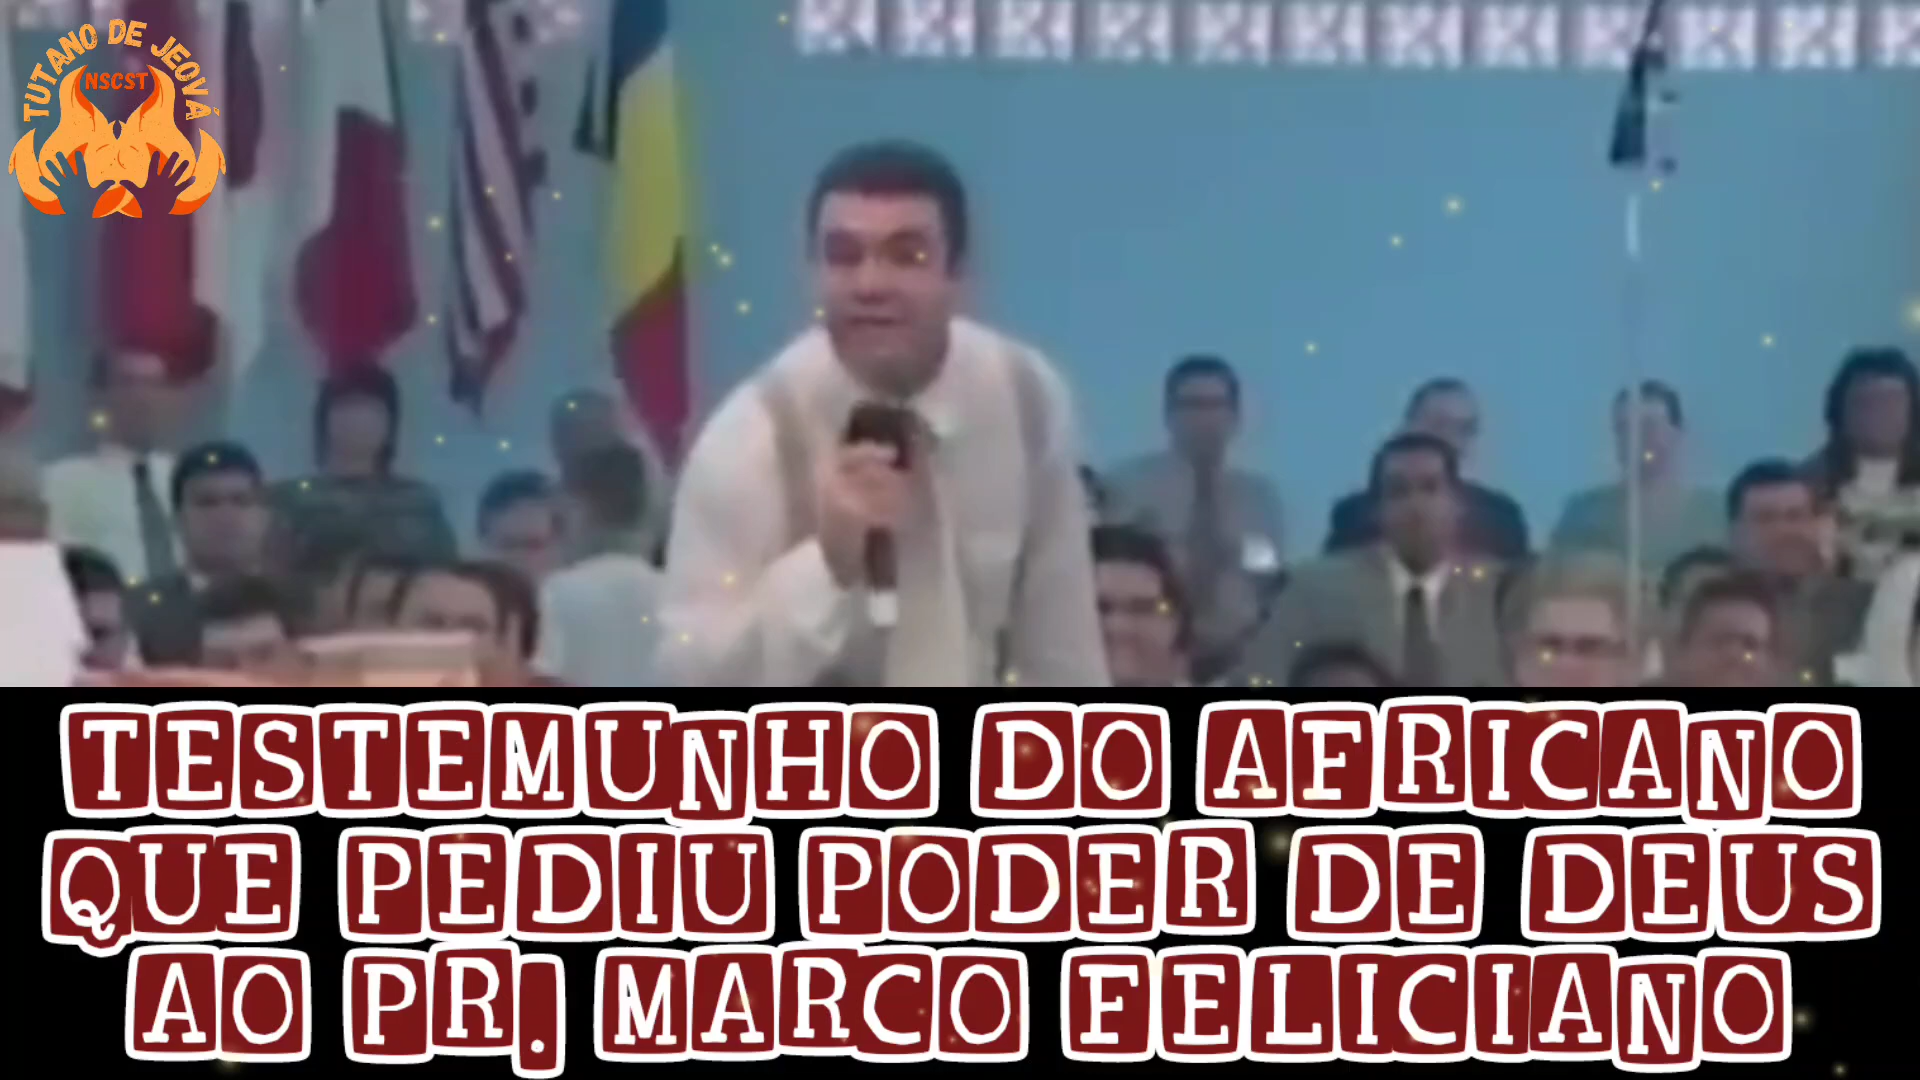 TUTANO DE JEOVÁ
NSCST
TESTEMUNHO DO AFRICANO
QUE PEDIU PODER DE DEUS
AO PR. MARCO FELICIANO